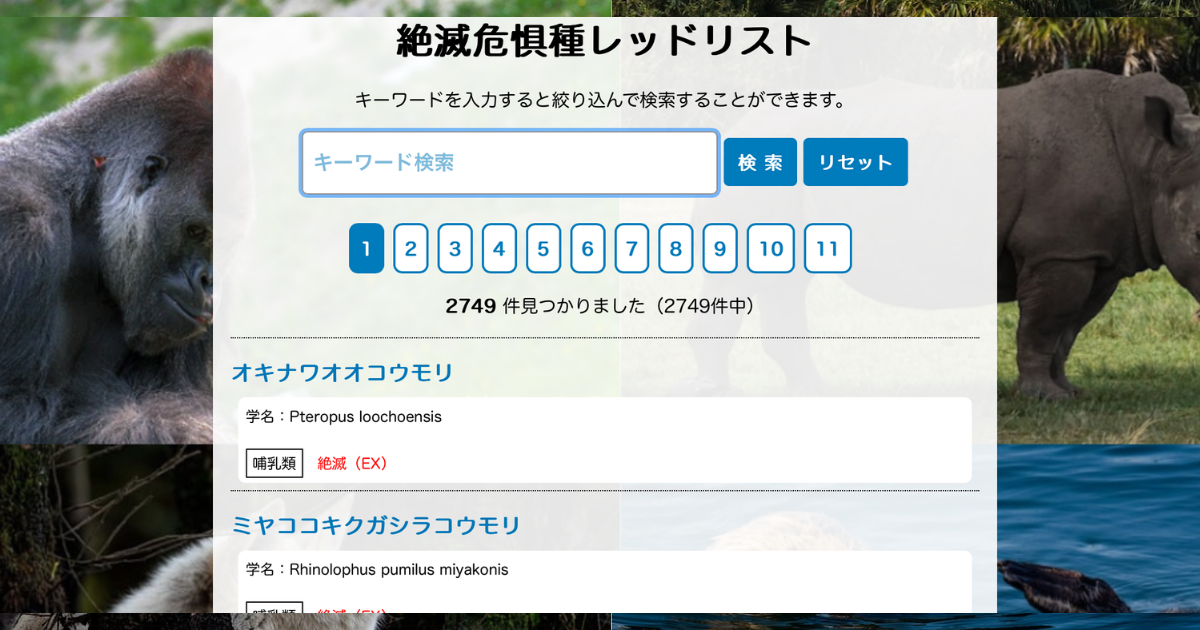 絶滅危惧種レッドリスト
キーワードを入力すると絞り込んで検索することができます。
キーワード検索 検 索 リセット
1 2 3 4 5 6 7 8 9 10 11
2749 件見つかりました（2749件中）
オキナワオオコウモリ
学名：Pteropus loochoensis
哺乳類 絶滅（EX）
ミヤココキクガシラコウモリ
学名：Rhinolophus pumilus miyakonis
哺乳類 絶滅（EX）